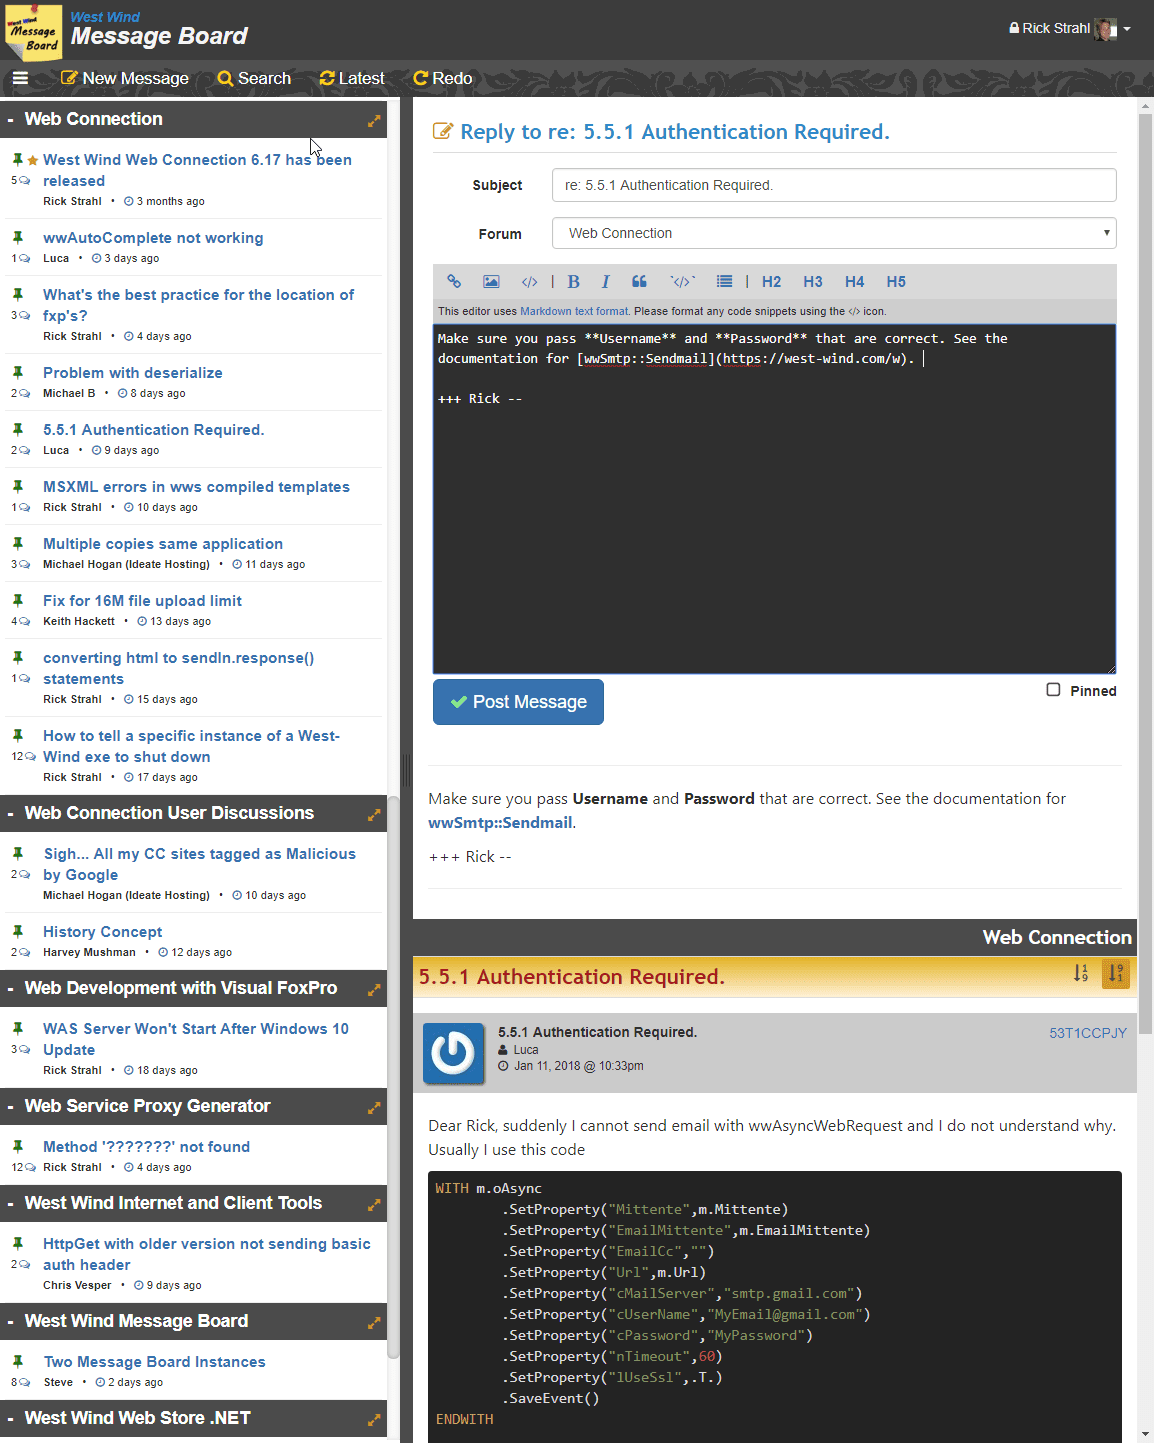 West Wind
Message
Board
West Wind
Message Board
Rick Strahl
New Message
Search
Latest
Redo
- Web Connection
West Wind Web Connection 6.17 has been
5 released
Rick Strahl • 3 months ago
wwAutoComplete not working
1 Luca • 3 days ago
What's the best practice for the location of
3 fxp's?
Rick Strahl • 4 days ago
Problem with deserialize
2 Michael B • 8 days ago
5.5.1 Authentication Required.
2 Luca • 9 days ago
MSXML errors in wws compiled templates
1 Rick Strahl • 10 days ago
Multiple copies same application
3 Michael Hogan (Ideate Hosting) • 11 days ago
Fix for 16M file upload limit
4 Keith Hackett • 13 days ago
converting html to sendln.response()
1 statements
Rick Strahl • 15 days ago
How to tell a specific instance of a West-
12 Wind exe to shut down
Rick Strahl • 17 days ago
- Web Connection User Discussions
Sigh... All my CC sites tagged as Malicious
2 by Google
Michael Hogan (Ideate Hosting) • 10 days ago
History Concept
2 Harvey Mushman • 12 days ago
- Web Development with Visual FoxPro
WAS Server Won't Start After Windows 10
3 Update
Rick Strahl • 18 days ago
- Web Service Proxy Generator
Method '???????' not found
12 Rick Strahl • 4 days ago
- West Wind Internet and Client Tools
HttpGet with older version not sending basic
2 auth header
Chris Vesper • 9 days ago
- West Wind Message Board
Two Message Board Instances
8 Steve • 2 days ago
- West Wind Web Store .NET
Reply to re: 5.5.1 Authentication Required.
Subject
re: 5.5.1 Authentication Required.
Forum
Web Connection
</> | B I `</>` | H2 H3 H4 H5
This editor uses Markdown text format. Please format any code snippets using the </> icon.
Make sure you pass **Username** and **Password** that are correct. See the
documentation for [wwSmtp::Sendmail](https://west-wind.com/w).
+++ Rick --
Post Message
Pinned
Make sure you pass Username and Password that are correct. See the documentation for
wwSmtp::Sendmail.
+++ Rick --
Web Connection
5.5.1 Authentication Required.
5.5.1 Authentication Required.
53T1CCPJY
Luca
Jan 11, 2018 @ 10:33pm
Dear Rick, suddenly I cannot send email with wwAsyncWebRequest and I do not understand why.
Usually I use this code
WITH m.oAsync
.SetProperty("Mittente",m.Mittente)
.SetProperty("EmailMittente",m.EmailMittente)
.SetProperty("EmailCc","")
.SetProperty("Url",m.Url)
.SetProperty("cMailServer","smtp.gmail.com")
.SetProperty("cUserName","MyEmail@gmail.com")
.SetProperty("cPassword","MyPassword")
.SetProperty("nTimeout",60)
.SetProperty("lUseSsl",.T.)
.SaveEvent()
ENDWITH